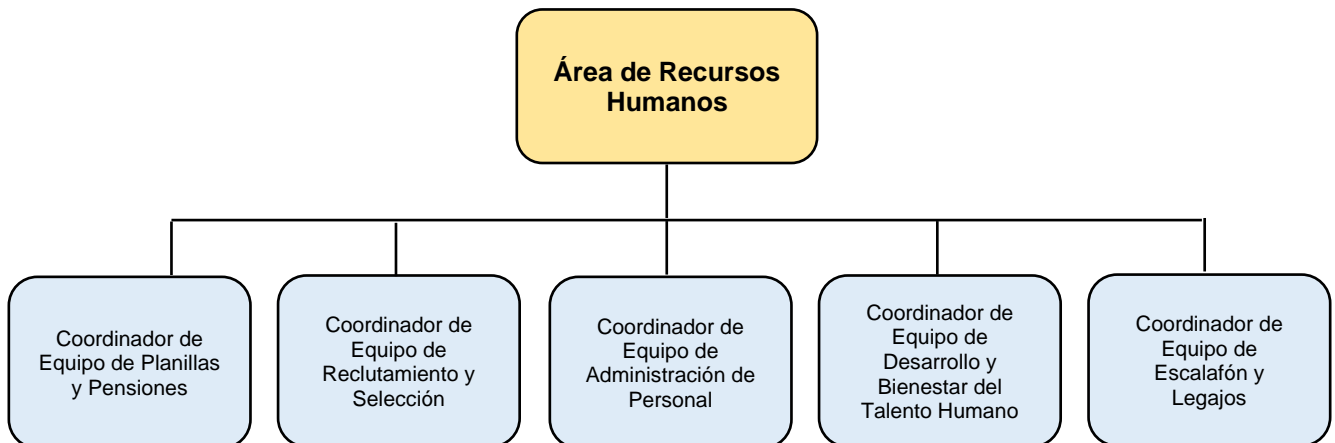 Área de Recursos
Humanos
Coordinador de
Equipo de Planillas
y Pensiones
Coordinador de
Equipo de
Reclutamiento y
Selección
Coordinador de
Equipo de
Administración de
Personal
Coordinador de
Equipo de
Desarrollo y
Bienestar del
Talento Humano
Coordinador de
Equipo de
Escalafón y
Legajos